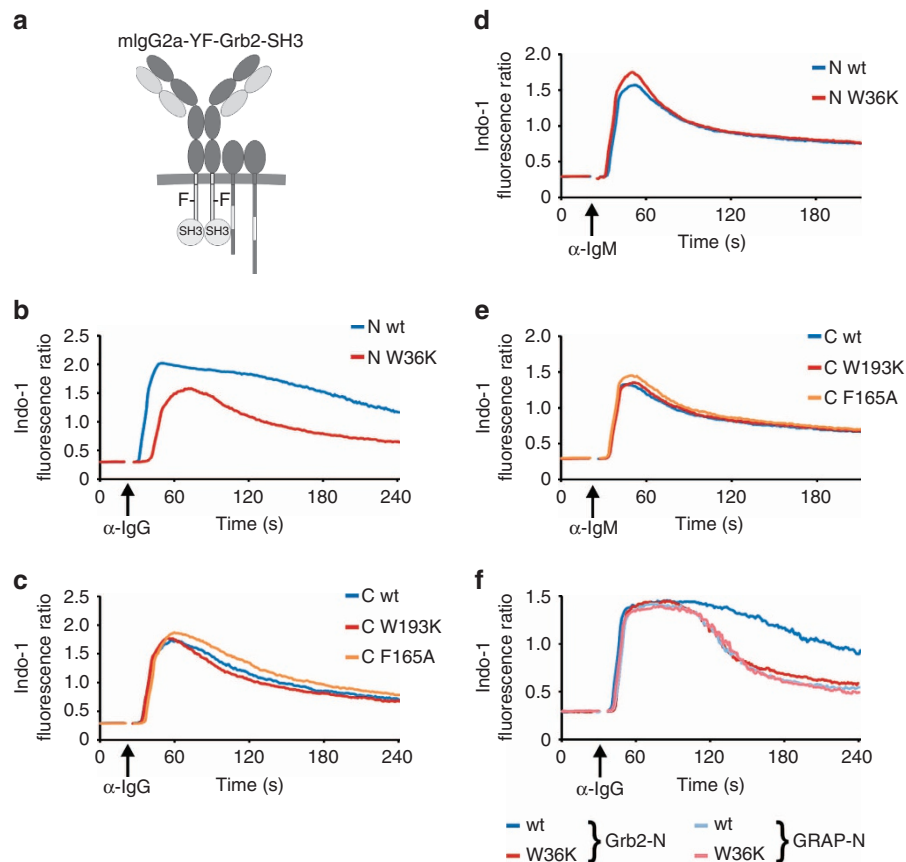 a
mIgG2a-YF-Grb2-SH3
F-
-F
SH3
SH3
b
Indo-1
fluorescence ratio
2.5
2.0
1.5
1.0
0.5
0
N wt
N W36K
0 60 120 180 240
α-IgG
Time (s)
c
Indo-1
fluorescence ratio
2.5
2.0
1.5
1.0
0.5
0
C wt
C W193K
C F165A
0 60 120 180 240
α-IgG
Time (s)
d
Indo-1
fluorescence ratio
2.0
1.5
1.0
0.5
0
N wt
N W36K
0 60 120 180
α-IgM
Time (s)
e
Indo-1
fluorescence ratio
2.0
1.5
1.0
0.5
0
C wt
C W193K
C F165A
0 60 120 180
α-IgM
Time (s)
f
Indo-1
fluorescence ratio
1.5
1.0
0.5
0
0 60 120 180 240
α-IgG
Time (s)
wt
W36K
} Grb2-N
wt
W36K
} GRAP-N